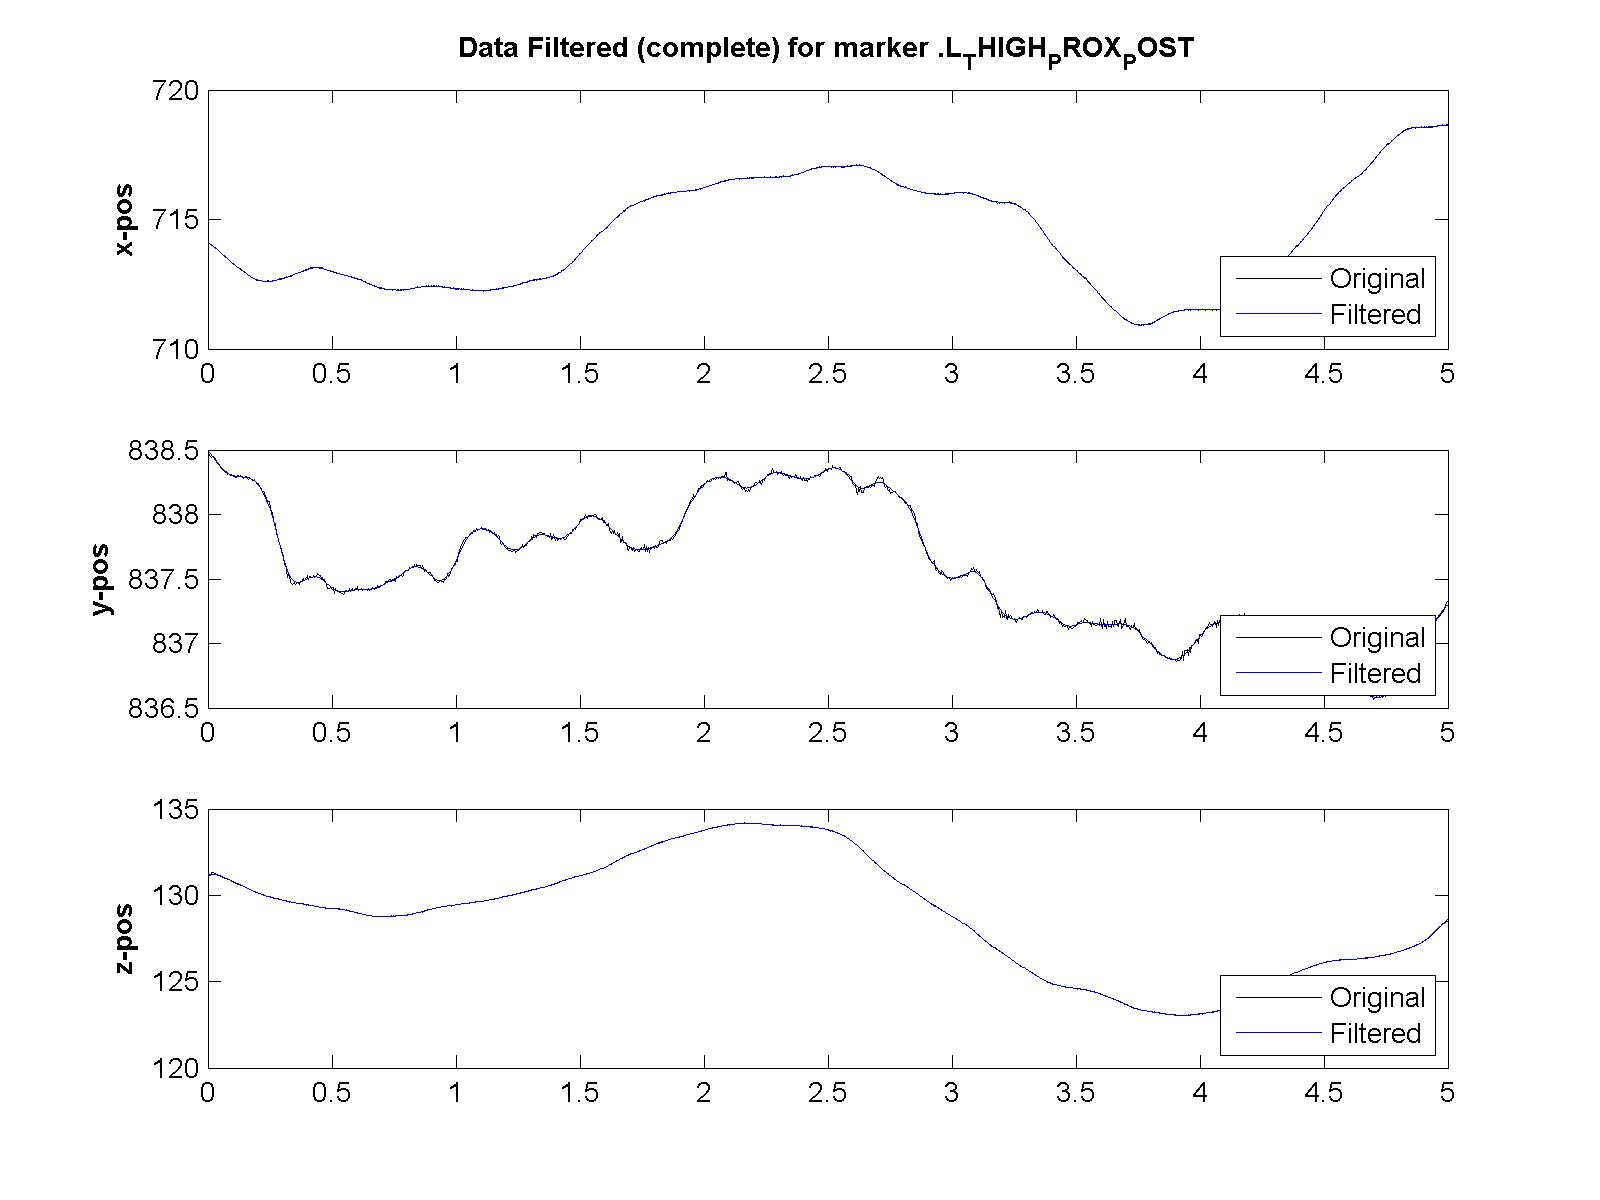 Data Filtered (complete) for marker .L_THIGH_PROX_POST
720
715
710
x-pos
0 0.5 1 1.5 2 2.5 3 3.5 4 4.5 5
Original
Filtered
838.5
838
837.5
837
836.5
y-pos
0 0.5 1 1.5 2 2.5 3 3.5 4 4.5 5
Original
Filtered
135
130
125
120
z-pos
0 0.5 1 1.5 2 2.5 3 3.5 4 4.5 5
Original
Filtered